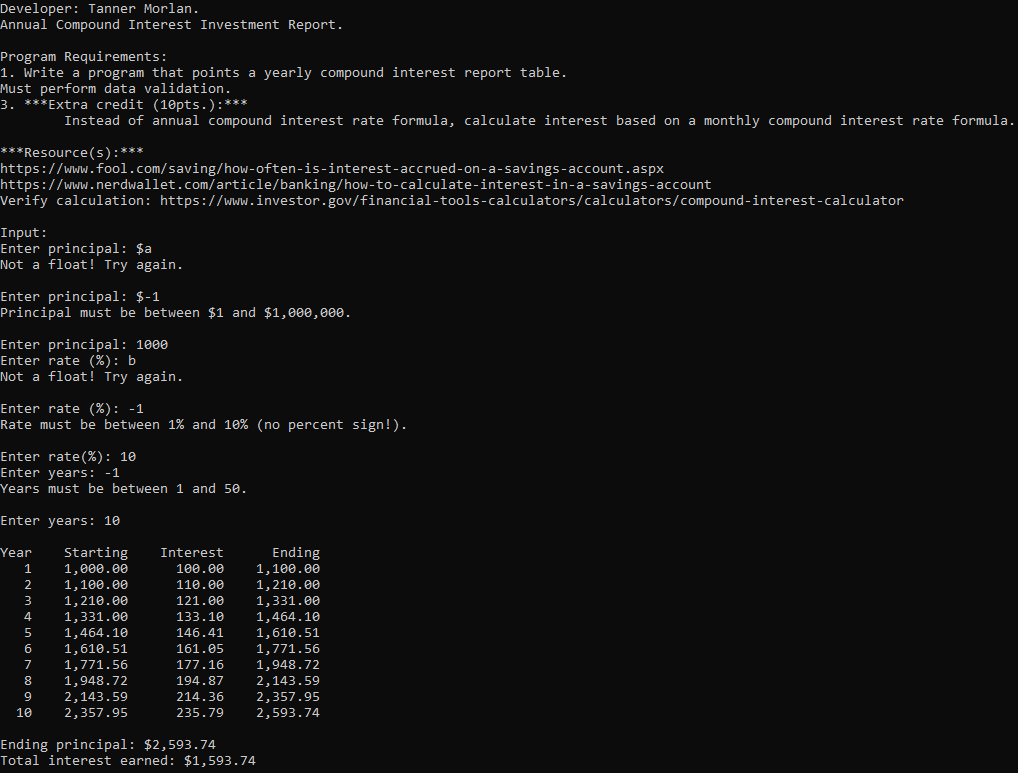 Developer: Tanner Morlan.
Annual Compound Interest Investment Report.
Program Requirements:
1. Write a program that points a yearly compound interest report table.
Must perform data validation.
3. ***Extra credit (10pts.):***
Instead of annual compound interest rate formula, calculate interest based on a monthly compound interest rate formula.
***Resource(s):***
https://www.fool.com/saving/how-often-is-interest-accrued-on-a-savings-account.aspx
https://www.nerdwallet.com/article/banking/how-to-calculate-interest-in-a-savings-account
Verify calculation: https://www.investor.gov/financial-tools-calculators/calculators/compound-interest-calculator
Input:
Enter principal: $a
Not a float! Try again.
Enter principal: $-1
Principal must be between $1 and $1,000,000.
Enter principal: 1000
Enter rate (%): b
Not a float! Try again.
Enter rate (%): -1
Rate must be between 1% and 10% (no percent sign!).
Enter rate(%): 10
Enter years: -1
Years must be between 1 and 50.
Enter years: 10
Year Starting Interest Ending
1 1,000.00 100.00 1,100.00
2 1,100.00 110.00 1,210.00
3 1,210.00 121.00 1,331.00
4 1,331.00 133.10 1,464.10
5 1,464.10 146.41 1,610.51
6 1,610.51 161.05 1,771.56
7 1,771.56 177.16 1,948.72
8 1,948.72 194.87 2,143.59
9 2,143.59 214.36 2,357.95
10 2,357.95 235.79 2,593.74
Ending principal: $2,593.74
Total interest earned: $1,593.74